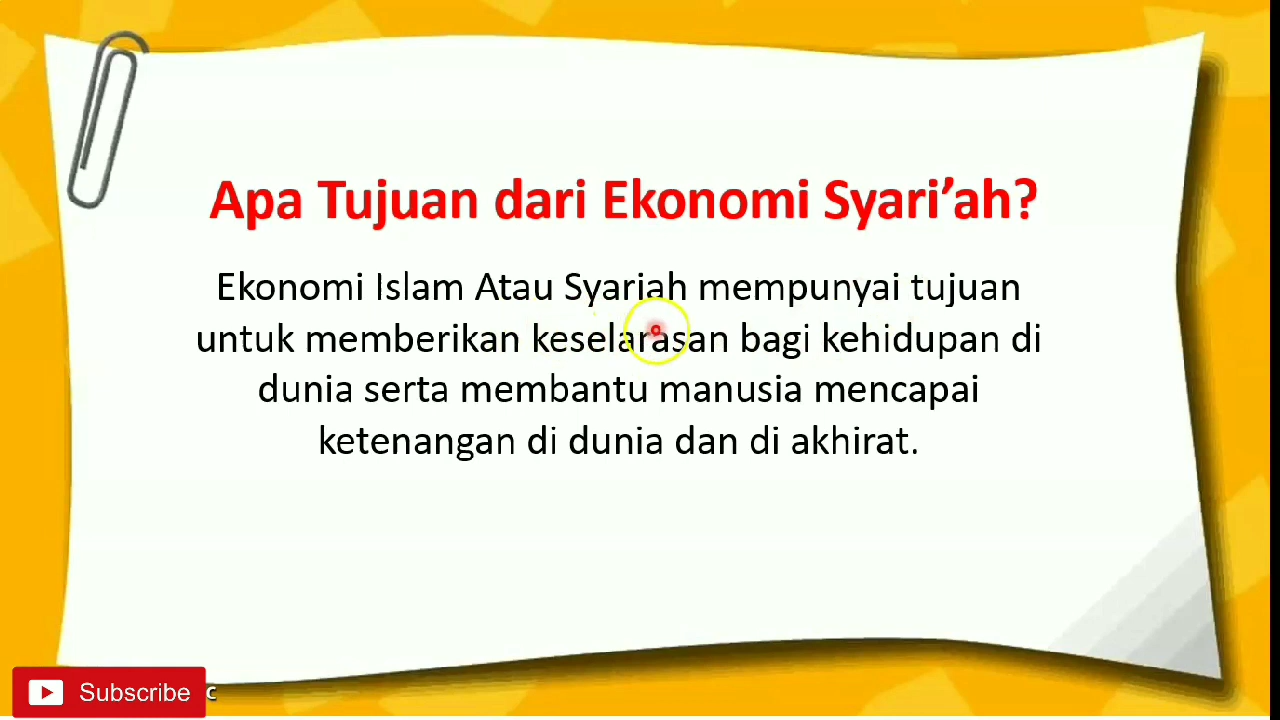 Apa Tujuan dari Ekonomi Syari’ah?
Ekonomi Islam Atau Syariah mempunyai tujuan
untuk memberikan keselarasan bagi kehidupan di
dunia serta membantu manusia mencapai
ketenangan di dunia dan di akhirat.
Subscribe